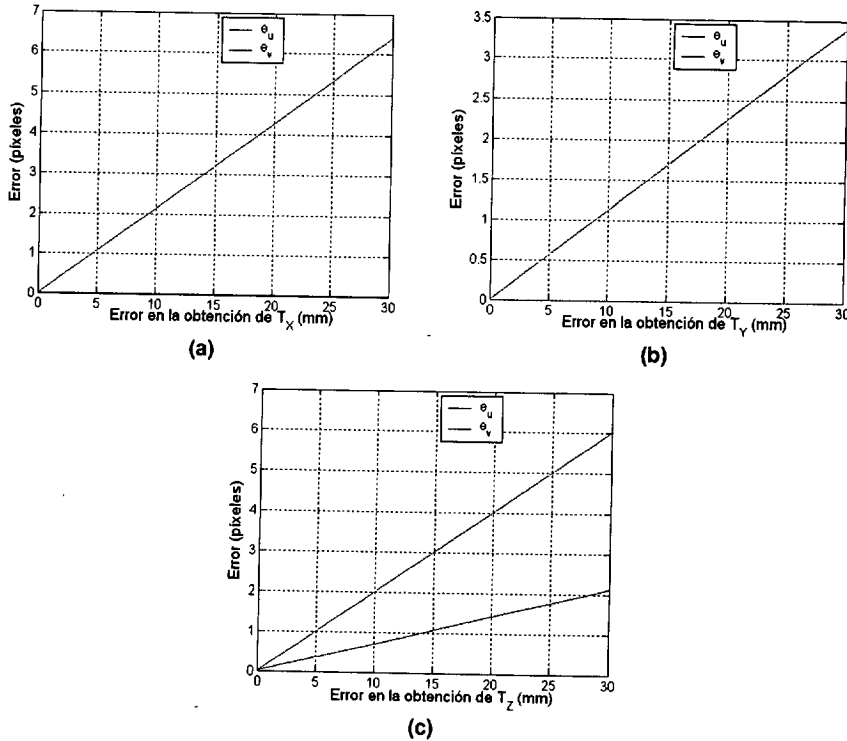 7
6
5
4
3
2
1
0
Error (píxeles)
e_u
e_v
0 5 10 15 20 25 30
Error en la obtención de T_X (mm)
(a)
3.5
3
2.5
2
1.5
1
0.5
0
Error (píxeles)
e_u
e_v
0 5 10 15 20 25 30
Error en la obtención de T_Y (mm)
(b)
7
6
5
4
3
2
1
0
Error (píxeles)
e_u
e_v
0 5 10 15 20 25 30
Error en la obtención de T_Z (mm)
(c)